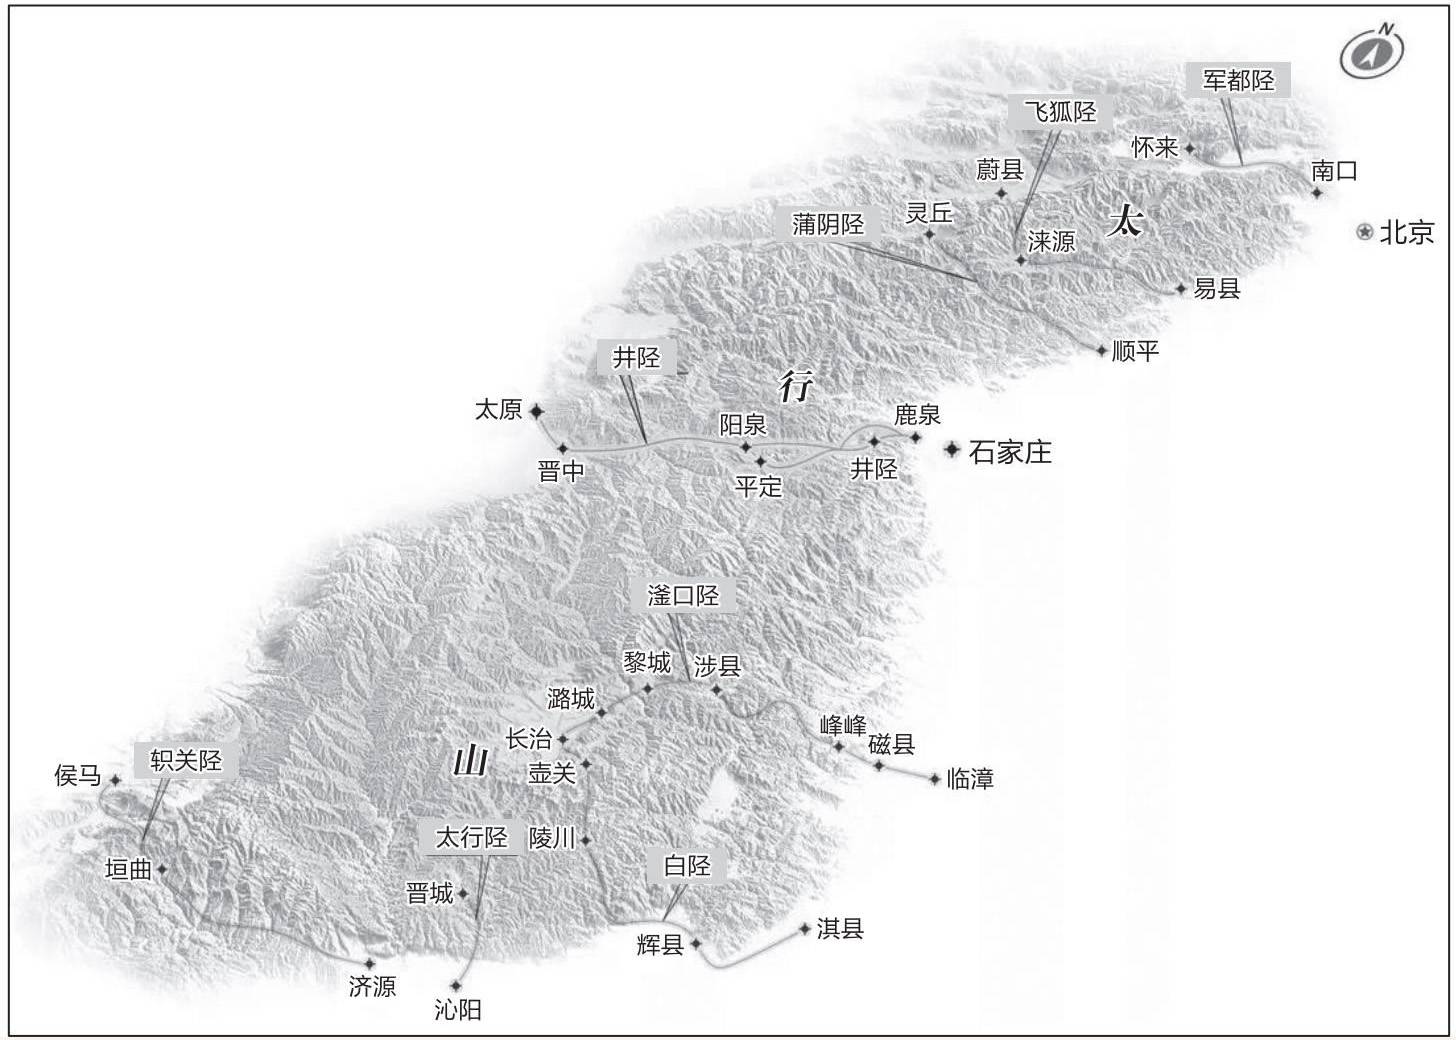 N
军都陉
飞狐陉
怀来
南口
蔚县
蒲阴陉
灵丘
太
北京
涞源
易县
顺平
井陉
行
太原
鹿泉
阳泉
石家庄
晋中
井陉
平定
滏口陉
黎城
涉县
潞城
峰峰
长治
磁县
山
壶关
临漳
轵关陉
侯马
太行陉
陵川
垣曲
白陉
晋城
淇县
辉县
济源
沁阳